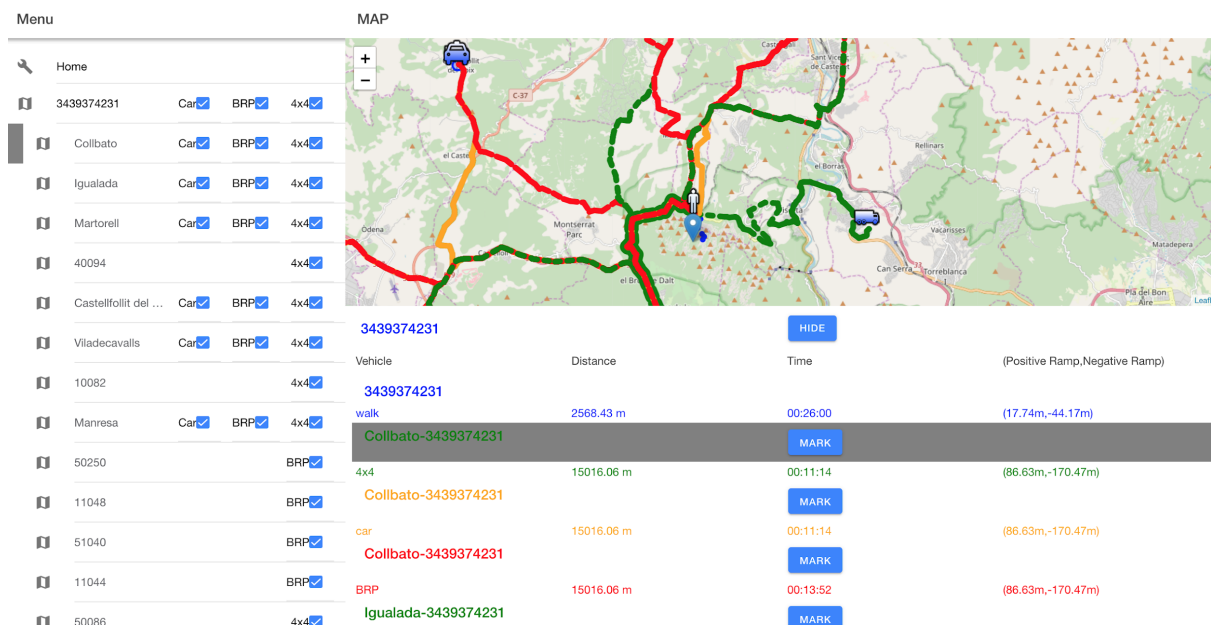 Menu
MAP
Home
3439374231 Car BRP 4x4
Collbato Car BRP 4x4
Igualada Car BRP 4x4
Martorell Car BRP 4x4
40094 4x4
Castellfollit del ... Car BRP 4x4
Viladecavalls Car BRP 4x4
10082 4x4
Manresa Car BRP 4x4
50250 BRP
11048 BRP
51040 BRP
11044 BRP
50086 4x4
+
−
C-37
Sant Vice
de Castellet
el Caste
Rellinars
el Borràs
Òdena
Montserrat
Parc
Vacarisses
Matadepera
Can Serra
33
Torreblanca
el Bruc de Dalt
Pla del Bon
Aire
Leafl
3439374231 HIDE
Vehicle Distance Time (Positive Ramp,Negative Ramp)
3439374231
walk 2568.43 m 00:26:00 (17.74m,-44.17m)
Collbato-3439374231 MARK
4x4 15016.06 m 00:11:14 (86.63m,-170.47m)
Collbato-3439374231 MARK
car 15016.06 m 00:11:14 (86.63m,-170.47m)
Collbato-3439374231 MARK
BRP 15016.06 m 00:13:52 (86.63m,-170.47m)
Igualada-3439374231 MARK